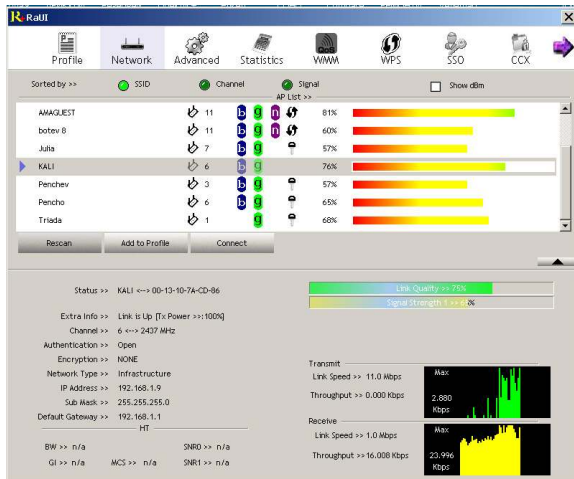 RaUI
Profile Network Advanced Statistics WMM WPS SSO CCX
QoS
Sorted by >> SSID Channel Signal Show dBm
AP List >>
AMAGUEST 11 b g n 81%
botev 8 11 b g n 60%
Julia 7 b g 57%
KALI 6 b g 76%
Penchev 3 b g 57%
Pencho 6 b g 65%
Triada 1 g 68%
Rescan Add to Profile Connect
Status >> KALI <--> 00-13-10-7A-CD-86
Extra Info >> Link is Up [Tx Power >>:100%]
Channel >> 6 <--> 2437 MHz
Authentication >> Open
Encryption >> NONE
Network Type >> Infrastructure
IP Address >> 192.168.1.9
Sub Mask >> 255.255.255.0
Default Gateway >> 192.168.1.1
HT
BW >> n/a SNR0 >> n/a
GI >> n/a MCS >> n/a SNR1 >> n/a
Link Quality >> 75%
Signal Strength 1 >> 6%
Transmit
Link Speed >> 11.0 Mbps
Throughput >> 0.000 Kbps
Max
2.880
Kbps
Receive
Link Speed >> 1.0 Mbps
Throughput >> 16.008 Kbps
Max
23.996
Kbps